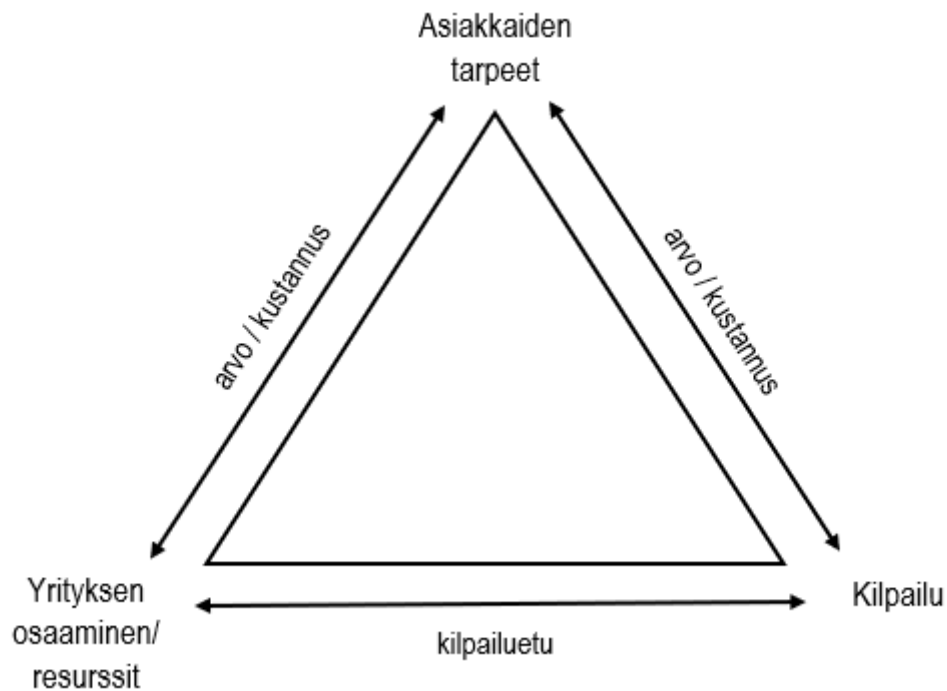 Asiakkaiden
tarpeet
arvo / kustannus
arvo / kustannus
Yrityksen
osaaminen/
resurssit
kilpailuetu
Kilpailu